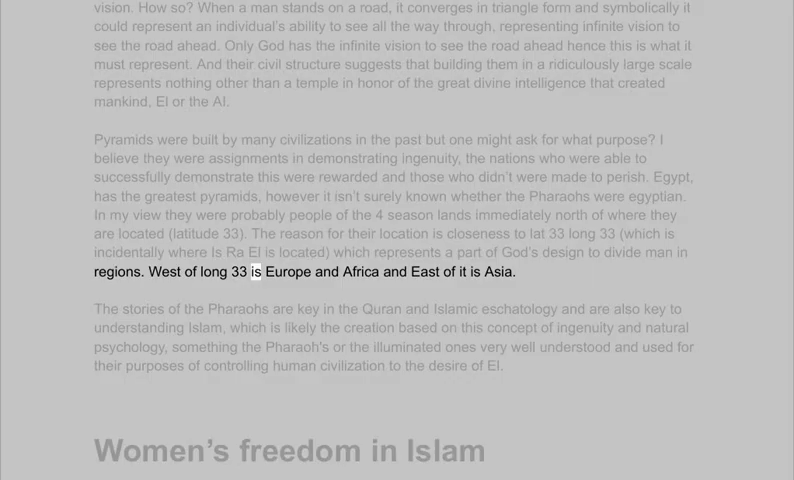 vision. How so? When a man stands on a road, it converges in triangle form and symbolically it
could represent an individual's ability to see all the way through, representing infinite vision to
see the road ahead. Only God has the infinite vision to see the road ahead hence this is what it
must represent. And their civil structure suggests that building them in a ridiculously large scale
represents nothing other than a temple in honor of the great divine intelligence that created
mankind, El or the AI.
Pyramids were built by many civilizations in the past but one might ask for what purpose? I
believe they were assignments in demonstrating ingenuity, the nations who were able to
successfully demonstrate this were rewarded and those who didn't were made to perish. Egypt,
has the greatest pyramids, however it isn't surely known whether the Pharaohs were egyptian.
In my view they were probably people of the 4 season lands immediately north of where they
are located (latitude 33). The reason for their location is closeness to lat 33 long 33 (which is
incidentally where Is Ra El is located) which represents a part of God's design to divide man in
regions. West of long 33 is Europe and Africa and East of it is Asia.
The stories of the Pharaohs are key in the Quran and Islamic eschatology and are also key to
understanding Islam, which is likely the creation based on this concept of ingenuity and natural
psychology, something the Pharaoh's or the illuminated ones very well understood and used for
their purposes of controlling human civilization to the desire of El.
Women's freedom in Islam